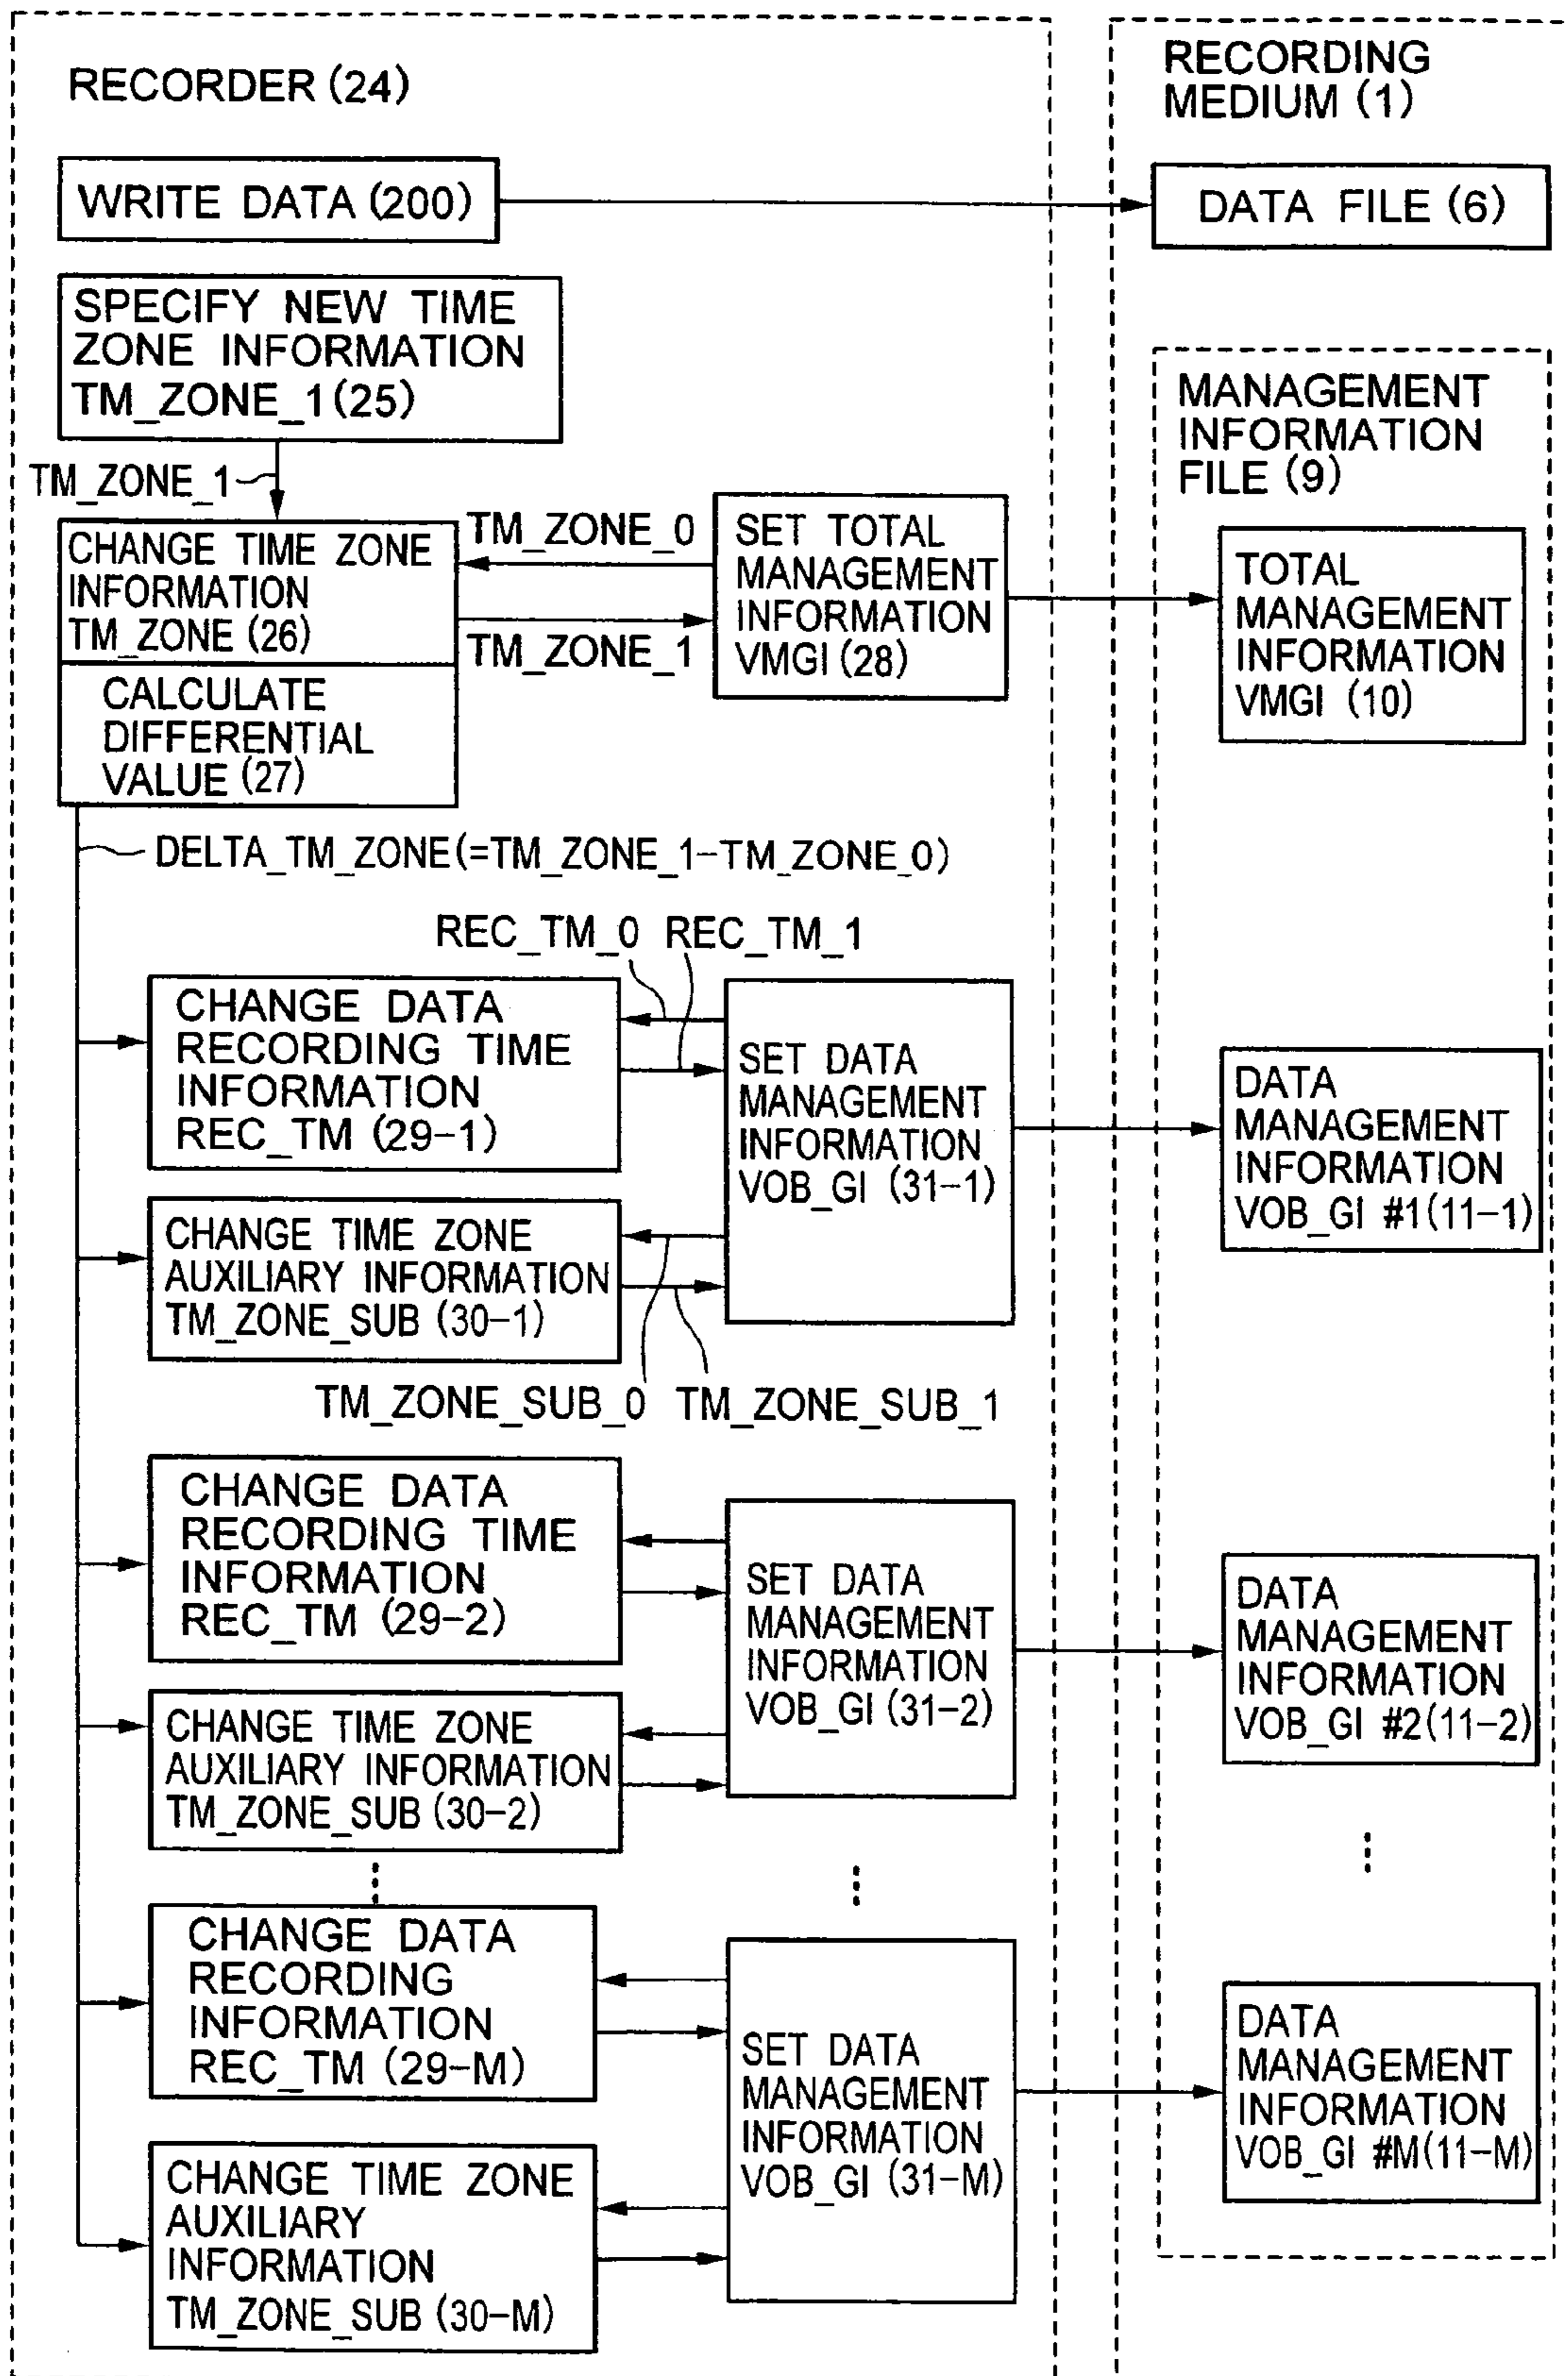 RECORDER (24)
RECORDING
MEDIUM (1)
WRITE DATA (200)
DATA FILE (6)
SPECIFY NEW TIME
ZONE INFORMATION
TM_ZONE_1 (25)
MANAGEMENT
INFORMATION
FILE (9)
TM_ZONE_1
CHANGE TIME ZONE
INFORMATION
TM_ZONE (26)
TM_ZONE_0
TM_ZONE_1
SET TOTAL
MANAGEMENT
INFORMATION
VMGI (28)
TOTAL
MANAGEMENT
INFORMATION
VMGI (10)
CALCULATE
DIFFERENTIAL
VALUE (27)
DELTA_TM_ZONE(=TM_ZONE_1-TM_ZONE_0)
REC_TM_0 REC_TM_1
CHANGE DATA
RECORDING TIME
INFORMATION
REC_TM (29-1)
SET DATA
MANAGEMENT
INFORMATION
VOB_GI (31-1)
DATA
MANAGEMENT
INFORMATION
VOB_GI #1(11-1)
CHANGE TIME ZONE
AUXILIARY INFORMATION
TM_ZONE_SUB (30-1)
TM_ZONE_SUB_0 TM_ZONE_SUB_1
CHANGE DATA
RECORDING TIME
INFORMATION
REC_TM (29-2)
SET DATA
MANAGEMENT
INFORMATION
VOB_GI (31-2)
DATA
MANAGEMENT
INFORMATION
VOB_GI #2(11-2)
CHANGE TIME ZONE
AUXILIARY INFORMATION
TM_ZONE_SUB (30-2)
CHANGE DATA
RECORDING
INFORMATION
REC_TM (29-M)
SET DATA
MANAGEMENT
INFORMATION
VOB_GI (31-M)
DATA
MANAGEMENT
INFORMATION
VOB_GI #M(11-M)
CHANGE TIME ZONE
AUXILIARY
INFORMATION
TM_ZONE_SUB (30-M)